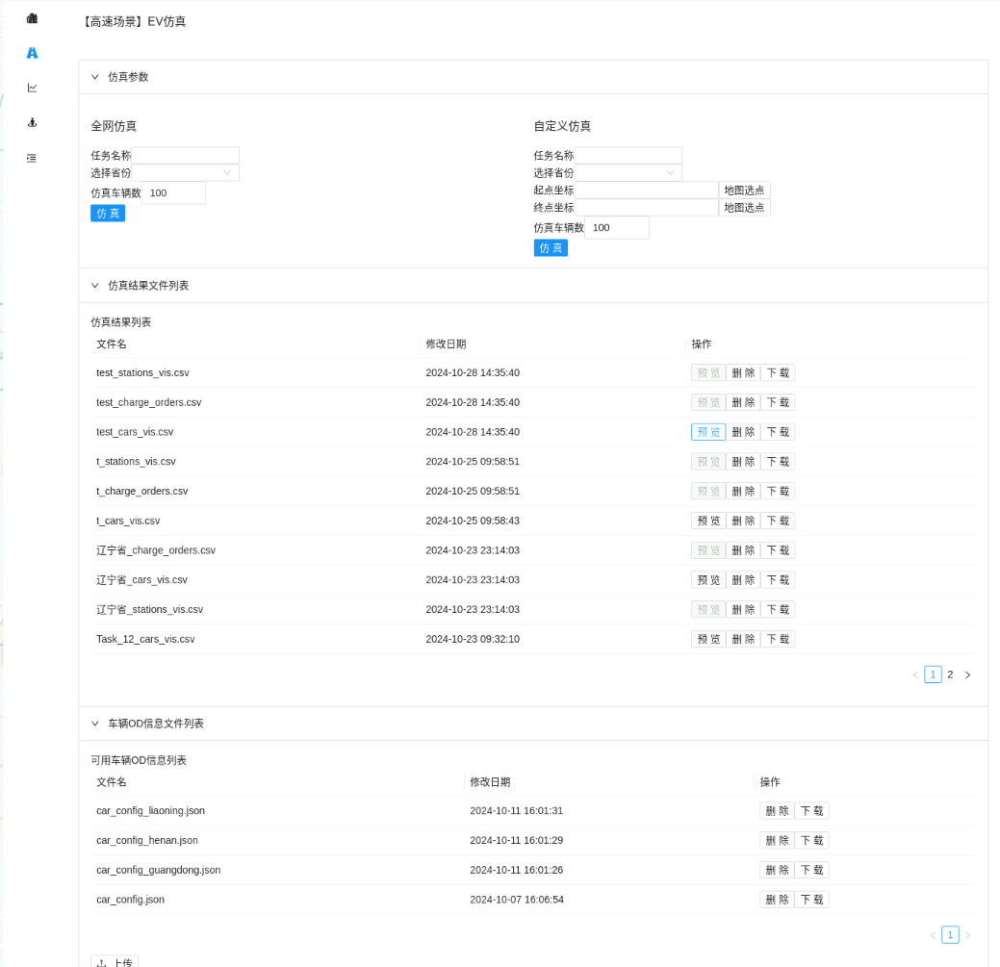 【高速场景】EV仿真
仿真参数
全网仿真
任务名称
选择省份
仿真车辆数 100
仿 真
自定义仿真
任务名称
选择省份
起点坐标 地图选点
终点坐标 地图选点
仿真车辆数 100
仿 真
仿真结果文件列表
仿真结果列表
文件名 修改日期 操作
test_stations_vis.csv 2024-10-28 14:35:40 预 览 删 除 下 载
test_charge_orders.csv 2024-10-28 14:35:40 预 览 删 除 下 载
test_cars_vis.csv 2024-10-28 14:35:40 预 览 删 除 下 载
t_stations_vis.csv 2024-10-25 09:58:51 预 览 删 除 下 载
t_charge_orders.csv 2024-10-25 09:58:51 预 览 删 除 下 载
t_cars_vis.csv 2024-10-25 09:58:43 预 览 删 除 下 载
辽宁省_charge_orders.csv 2024-10-23 23:14:03 预 览 删 除 下 载
辽宁省_cars_vis.csv 2024-10-23 23:14:03 预 览 删 除 下 载
辽宁省_stations_vis.csv 2024-10-23 23:14:03 预 览 删 除 下 载
Task_12_cars_vis.csv 2024-10-23 09:32:10 预 览 删 除 下 载
1 2
车辆OD信息文件列表
可用车辆OD信息列表
文件名 修改日期 操作
car_config_liaoning.json 2024-10-11 16:01:31 删 除 下 载
car_config_henan.json 2024-10-11 16:01:29 删 除 下 载
car_config_guangdong.json 2024-10-11 16:01:26 删 除 下 载
car_config.json 2024-10-07 16:06:54 删 除 下 载
1
上传